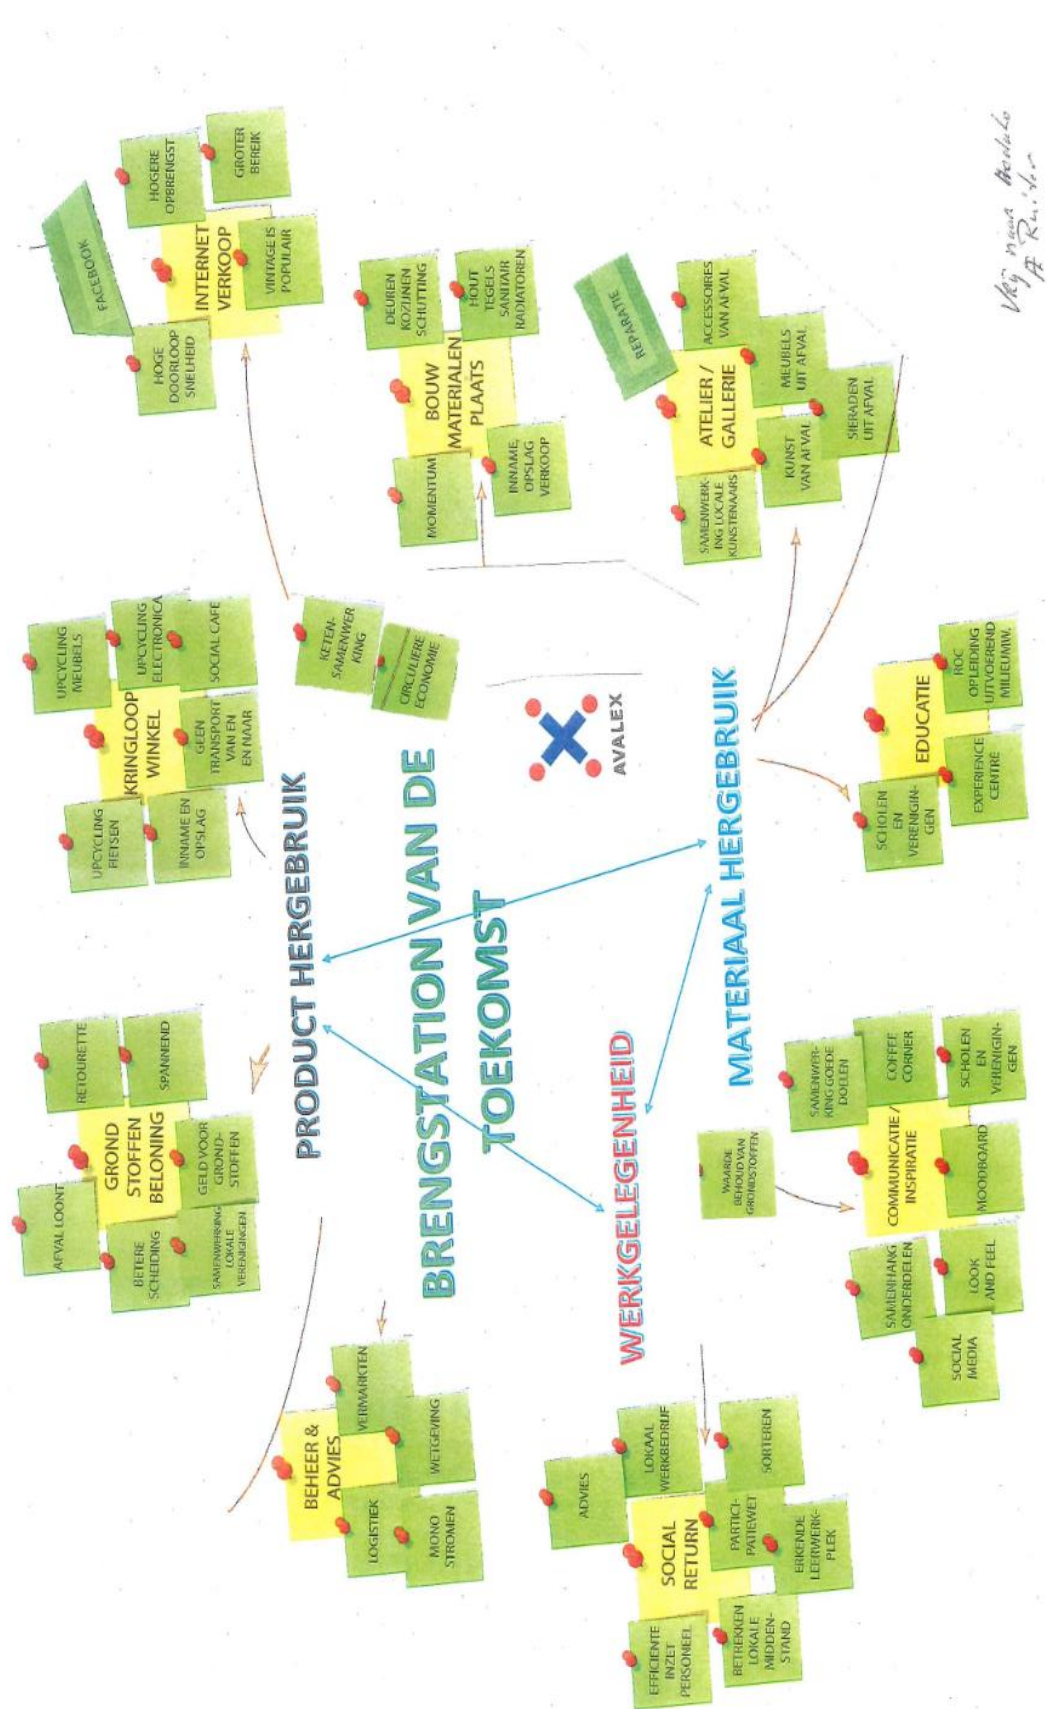 AFVAL LOONT
RETOURETTE
BETERE
SCHEIDING
GROND
STOFFEN
BELONING
SPANNEND
SAMENWERKING
LOKALE
VERENIGINGEN
GELD VOOR
GROND-
STOFFEN
UPCYCLING
FIETSEN
UPCYCLING
MEUBELS
KRINGLOOP
WINKEL
UPCYCLING
ELECTRONICA
INNAME EN
OPSLAG
GEEN
TRANSPORT
VAN EN
EN NAAR
SOCIAL CAFE
FACEBOOK
HOGE
DOORLOOP
SNELHEID
HOGERE
OPBRENGST
INTERNET
VERKOOP
GROTER
BEREIK
VINTAGE IS
POPULAIR
BEHEER &
ADVIES
VERMARKTEN
LOGISTIEK
WETGEVING
MONO
STROMEN
PRODUCT HERGEBRUIK
KETEN-
SAMENWER
KING
CIRCULIERE
ECONOMIE
BRENGSTATION VAN DE
TOEKOMST
DEUREN
KOZIJNEN
SCHUTTING
MOMENTUM
BOUW
MATERIALEN
PLAATS
HOUT
TEGELS
SANITAIR
RADIATOREN
INNAME,
OPSLAG
VERKOOP
AVALEX
WERKGELEGENHEID
MATERIAAL HERGEBRUIK
ADVIES
LOKAAL
WERKBEDRIJF
SOCIAL
RETURN
EFFICIENTE
INZET
PERSONEEL
PARTICI-
PATIEWET
SORTEREN
BETREKKEN
LOKALE
MIDDEN-
STAND
ERKENDE
LEERWERK-
PLEK
WAARDE
BEHOUD VAN
GRONDSTOFFEN
SAMENWER-
KING GOEDE
DOELEN
SAMENHANG
ONDERDELEN
COMMUNICATIE/
INSPIRATIE
COFFEE
CORNER
SOCIAL
MEDIA
LOOK
AND FEEL
MOODBOARD
SCHOLEN
EN
VERENIGIN-
GEN
SCHOLEN
EN
VERENIGIN-
GEN
EDUCATIE
EXPERIENCE
CENTRE
ROC
OPLEIDING
UITVOEREND
MILIEUMW.
REPARATIE
SAMENWERK-
ING LOCALE
KUNSTENAARS
ATELIER /
GALLERIE
ACCESSOIRES
VAN AFVAL
KUNST
VAN AFVAL
MEUBELS
UIT AFVAL
SIERADEN
UIT AFVAL
Vrij naar